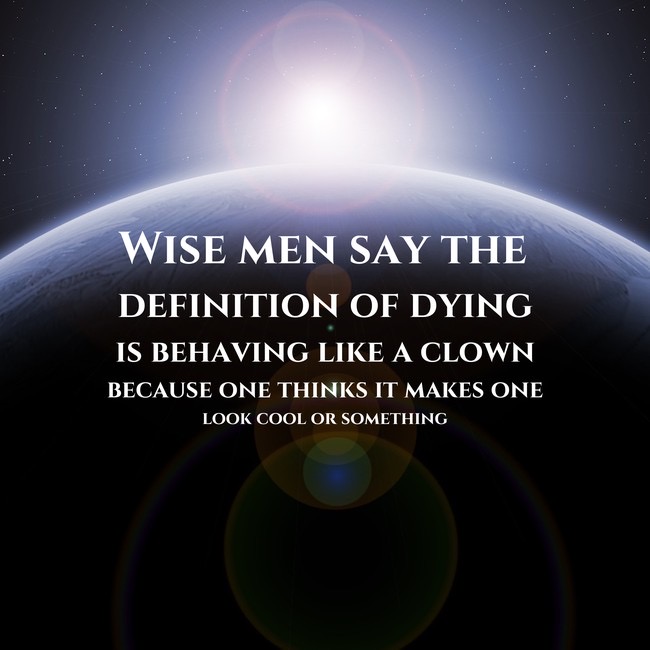 Wise men say the
definition of dying
is behaving like a clown
because one thinks it makes one
look cool or something